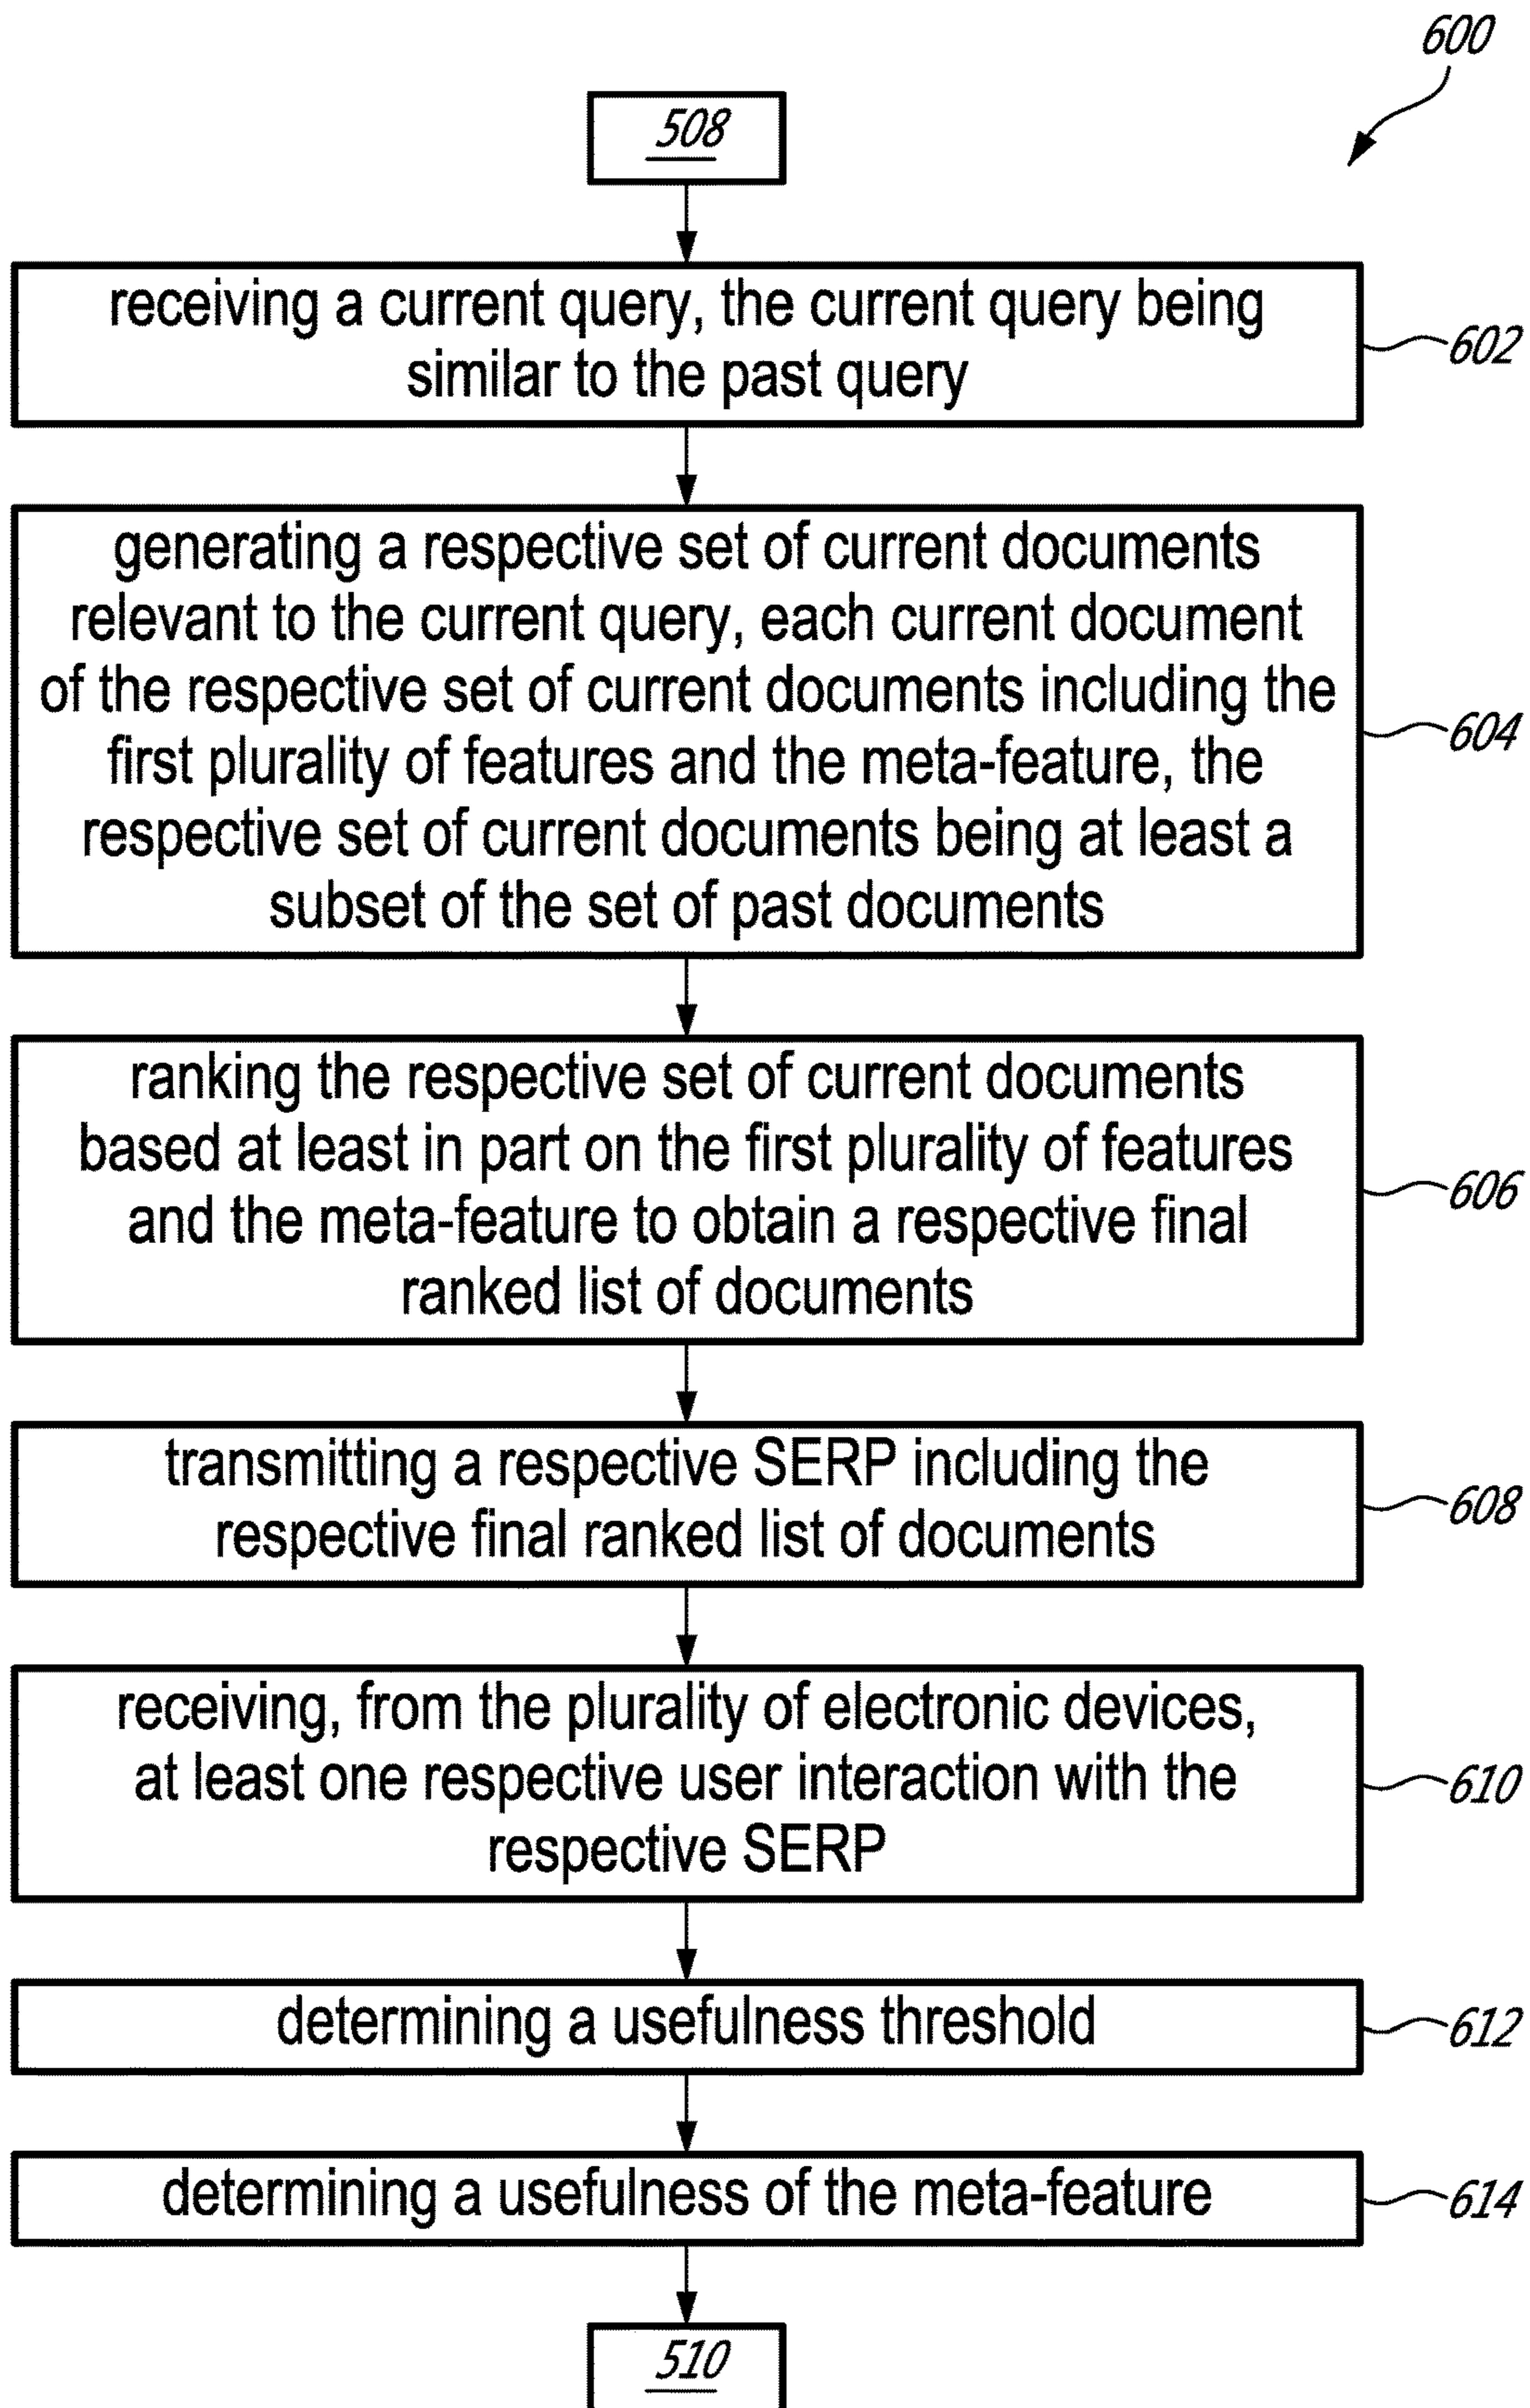 600
508
receiving a current query, the current query being
similar to the past query
602
generating a respective set of current documents
relevant to the current query, each current document
of the respective set of current documents including the
first plurality of features and the meta-feature, the
respective set of current documents being at least a
subset of the set of past documents
604
ranking the respective set of current documents
based at least in part on the first plurality of features
and the meta-feature to obtain a respective final
ranked list of documents
606
transmitting a respective SERP including the
respective final ranked list of documents
608
receiving, from the plurality of electronic devices,
at least one respective user interaction with the
respective SERP
610
determining a usefulness threshold
612
determining a usefulness of the meta-feature
614
510